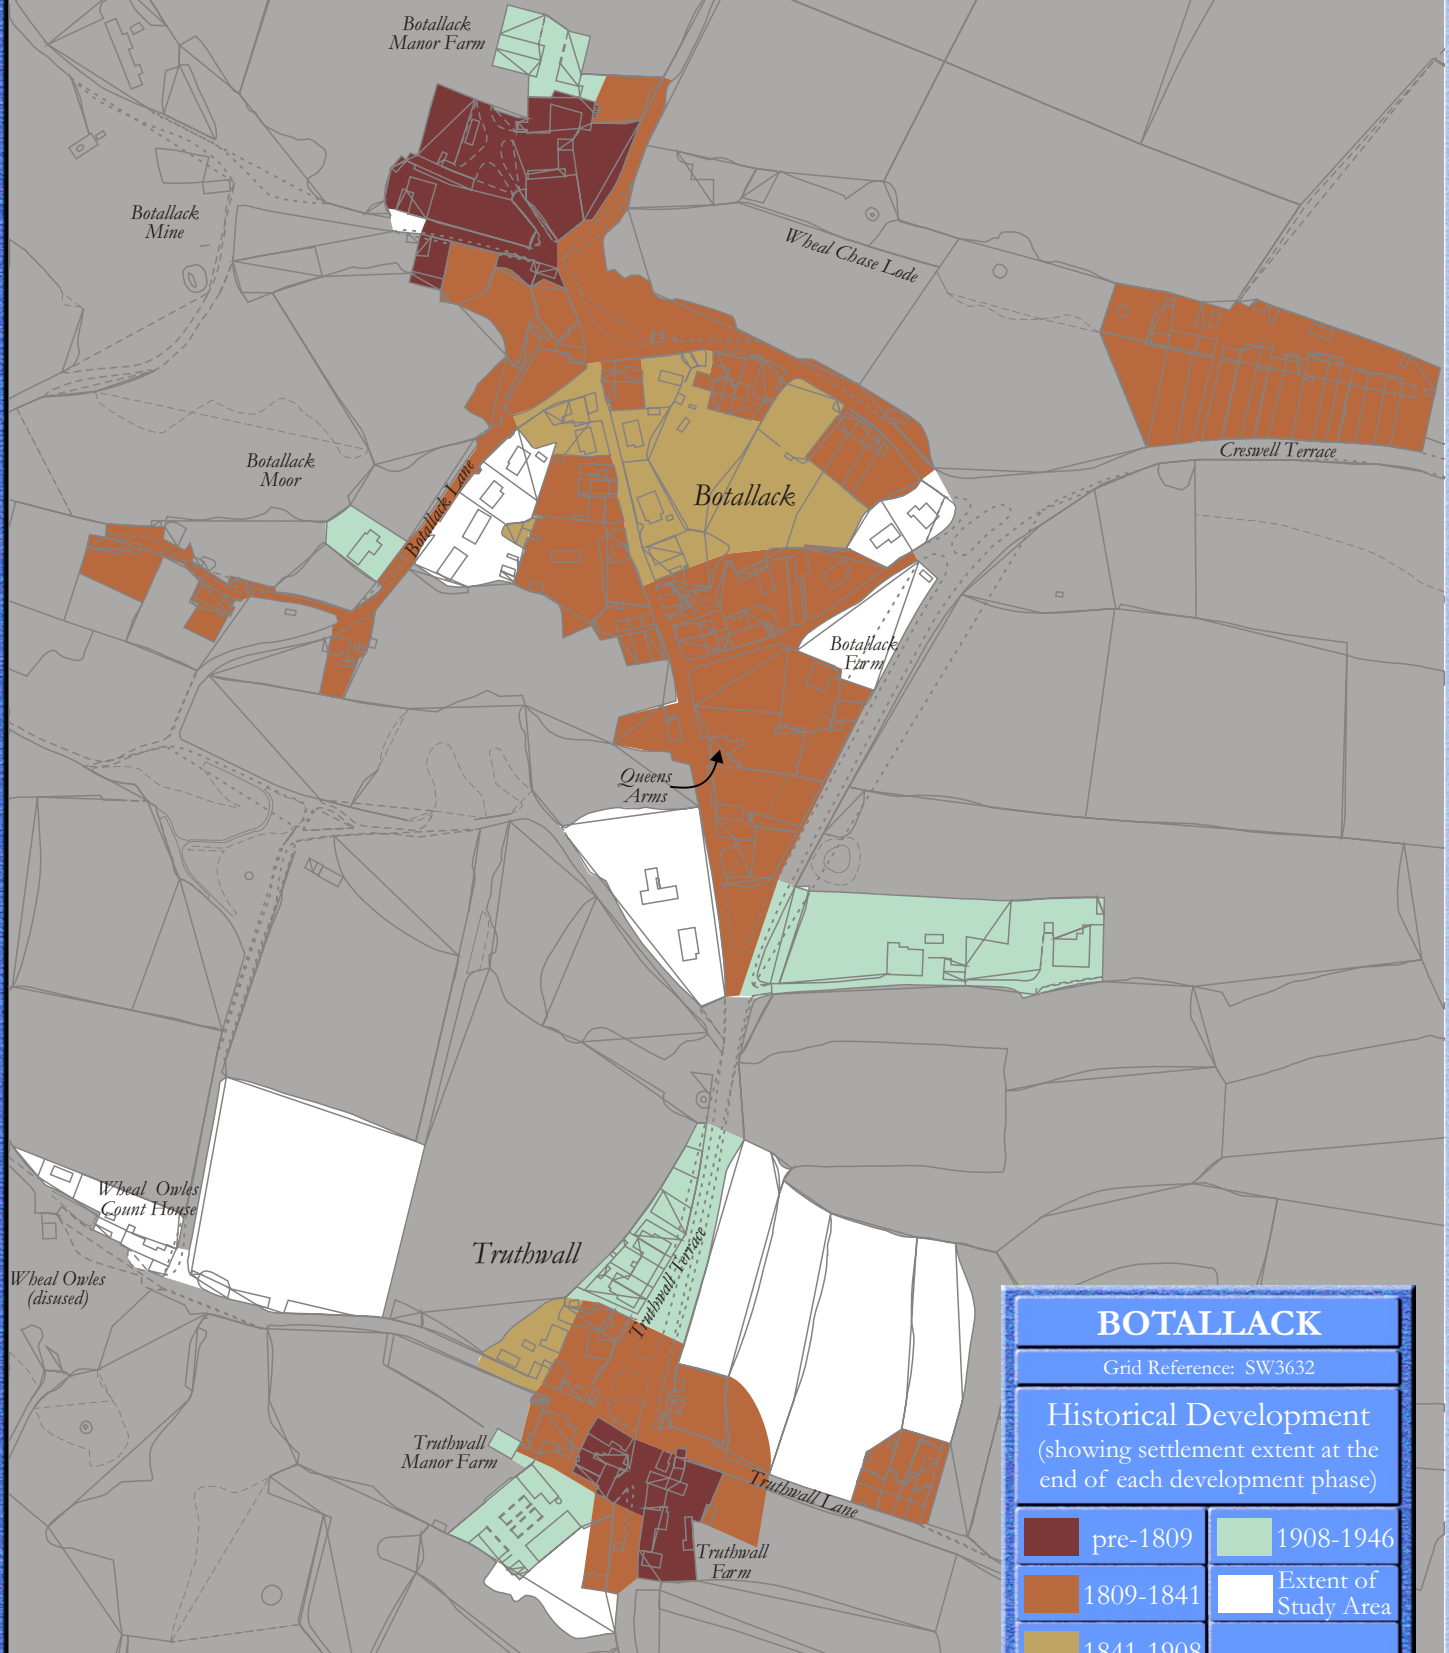 Botallack
Manor Farm
Botallack
Mine
Wheal Chase Lode
Creswell Terrace
Botallack
Moor
Botallack Lane
Botallack
Botallack
Farm
Queens
Arms
Wheal Owles
Count House
Wheal Owles
(disused)
Truthwall
Truthwall Terrace
Truthwall
Manor Farm
Truthwall Lane
Truthwall
Farm
BOTALLACK
Grid Reference: SW3632
Historical Development
(showing settlement extent at the
end of each development phase)
pre-1809
1908-1946
1809-1841
Extent of
Study Area
1841-1908